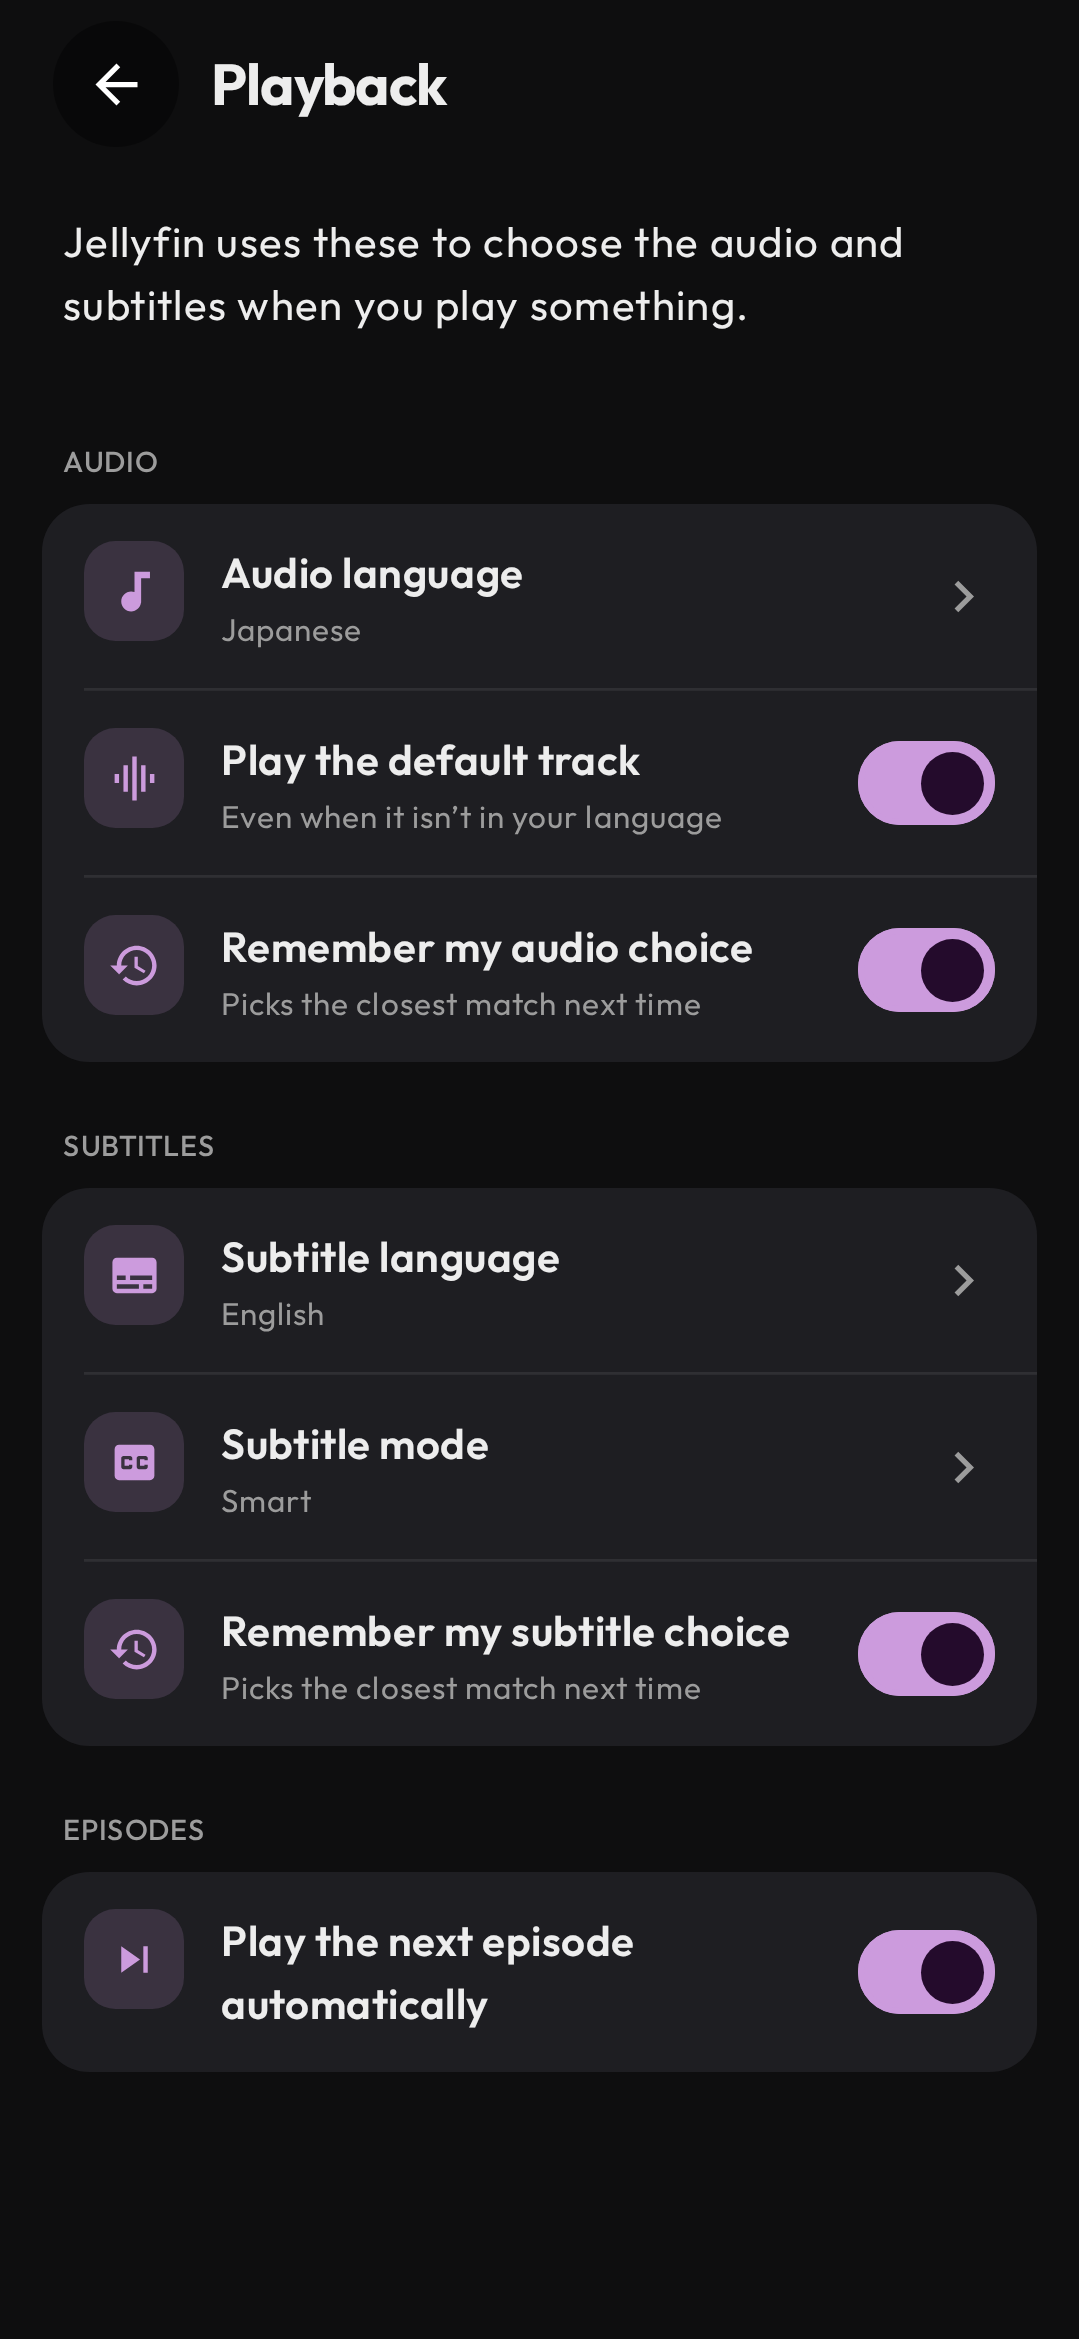 Playback
Jellyfin uses these to choose the audio and
subtitles when you play something.
AUDIO
Audio language
Japanese
Play the default track
Even when it isn’t in your language
Remember my audio choice
Picks the closest match next time
SUBTITLES
Subtitle language
English
CC
Subtitle mode
Smart
Remember my subtitle choice
Picks the closest match next time
EPISODES
Play the next episode
automatically